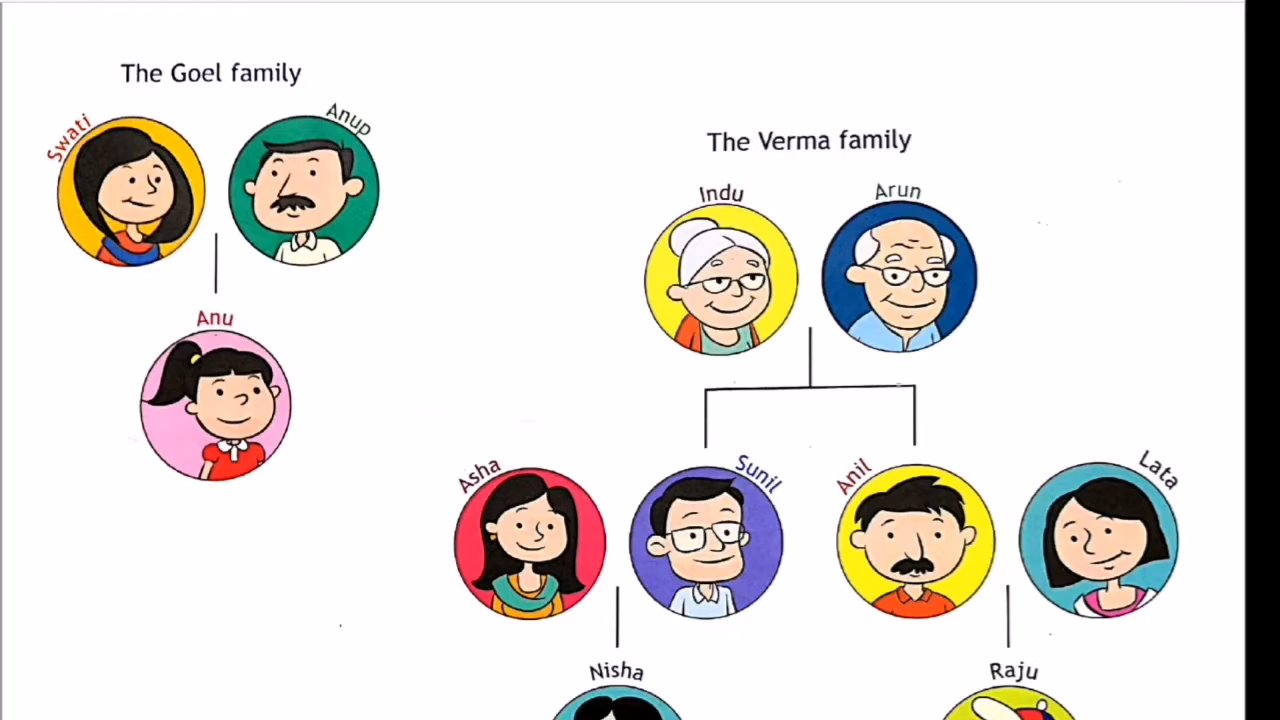 The Goel family
Swati
Anup
Anu
The Verma family
Indu
Arun
Asha
Sunil
Anil
Lata
Nisha
Raju